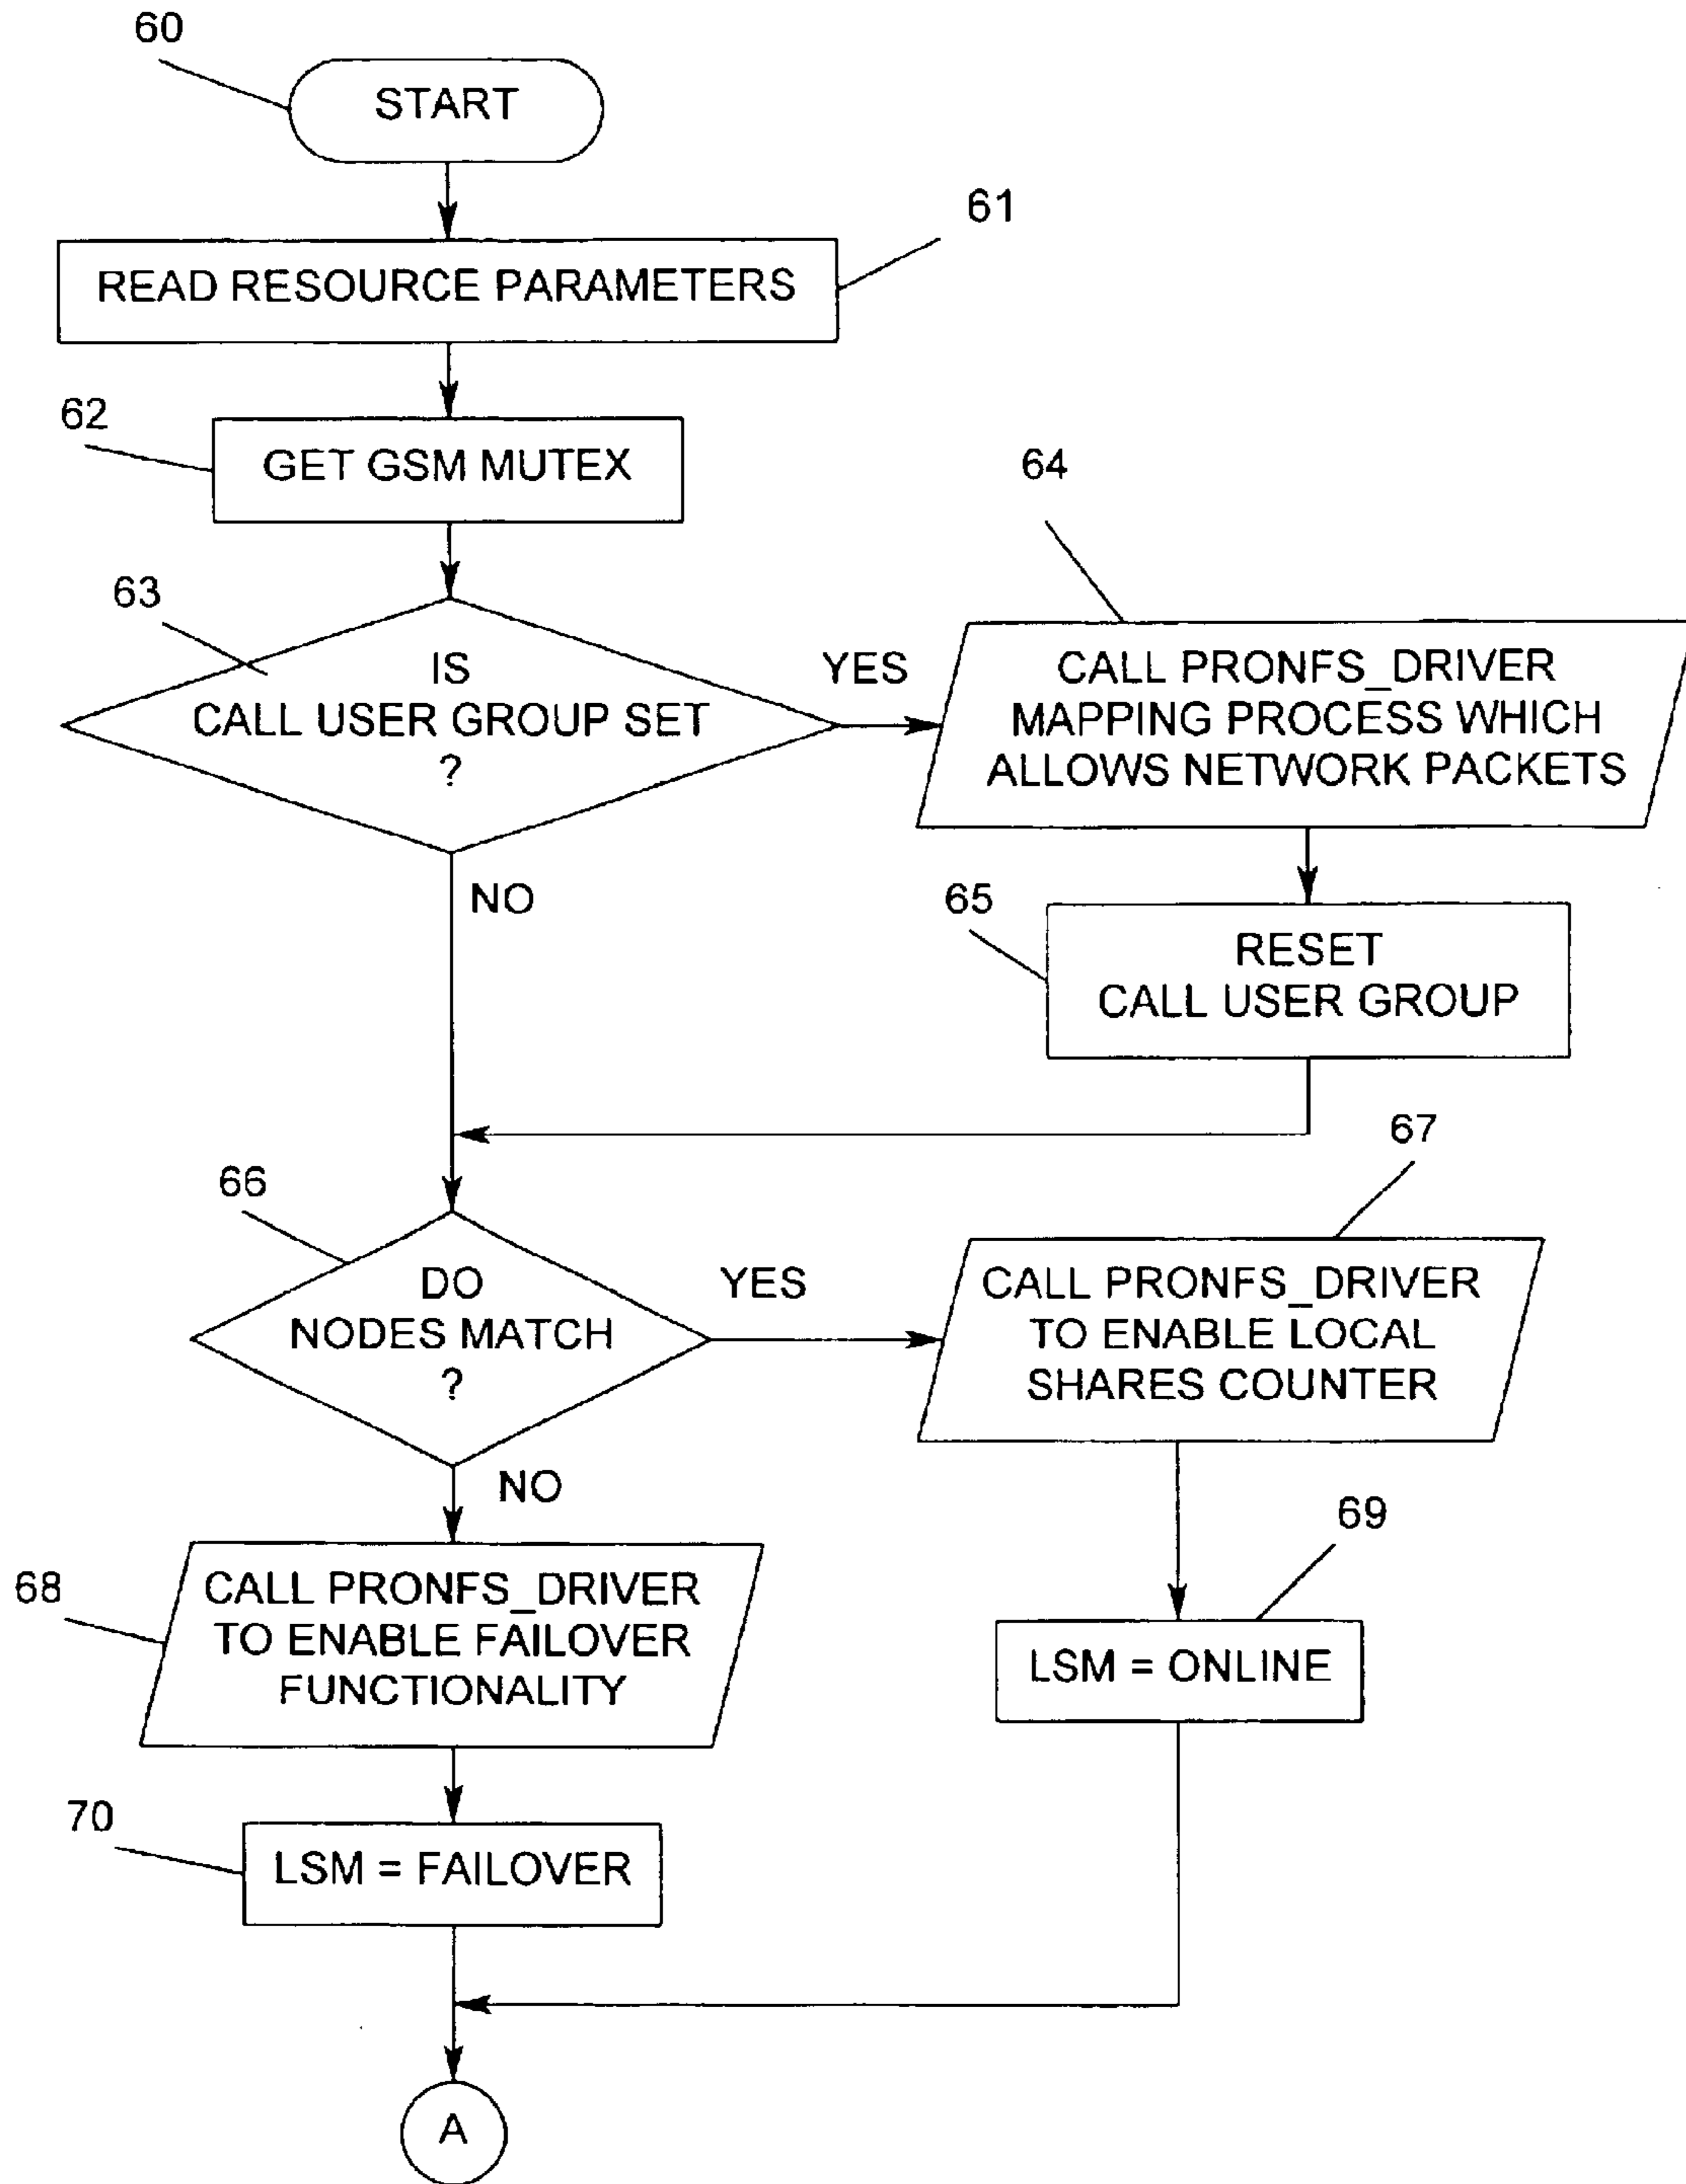 60
START
61
READ RESOURCE PARAMETERS
62
GET GSM MUTEX
63
IS
CALL USER GROUP SET
?
YES
NO
64
CALL PRONFS_DRIVER
MAPPING PROCESS WHICH
ALLOWS NETWORK PACKETS
65
RESET
CALL USER GROUP
66
DO
NODES MATCH
?
YES
NO
67
CALL PRONFS_DRIVER
TO ENABLE LOCAL
SHARES COUNTER
68
CALL PRONFS_DRIVER
TO ENABLE FAILOVER
FUNCTIONALITY
69
LSM = ONLINE
70
LSM = FAILOVER
A